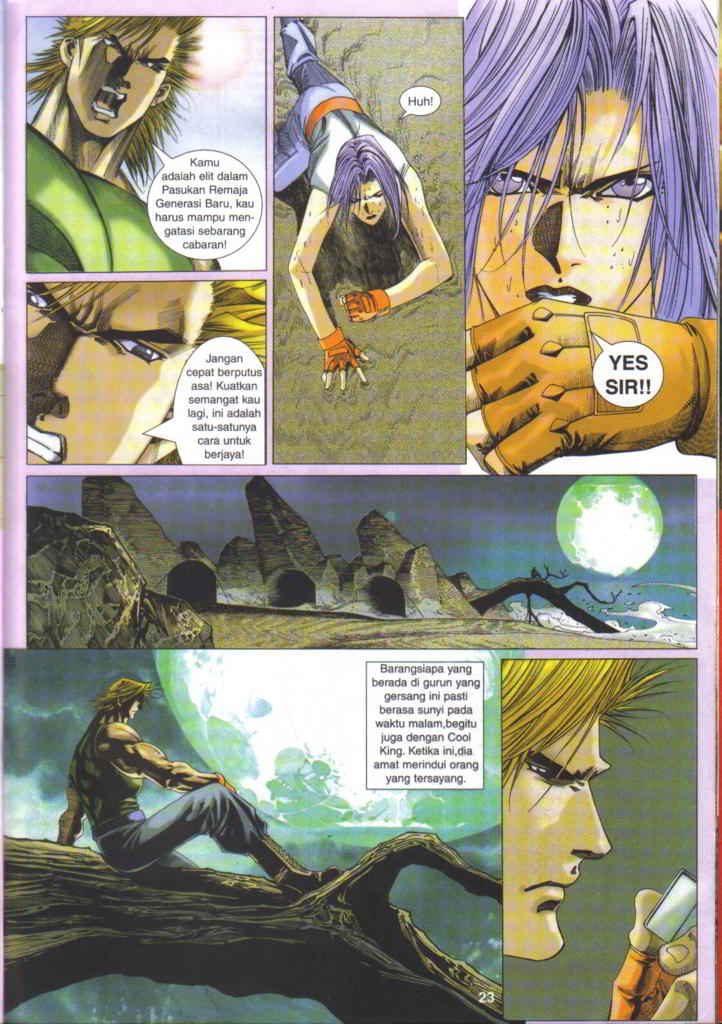 Kamu
adalah elit dalam
Pasukan Remaja
Generasi Baru, kau
harus mampu men-
gatasi sebarang
cabaran!
Huh!
Jangan
cepat berputus
asa! Kuatkan
semangat kau
lagi, ini adalah
satu-satunya
cara untuk
berjaya!
YES
SIR!!
Barangsiapa yang
berada di gurun yang
gersang ini pasti
berasa sunyi pada
waktu malam,begitu
juga dengan Cool
King. Ketika ini,dia
amat merindui orang
yang tersayang.
23